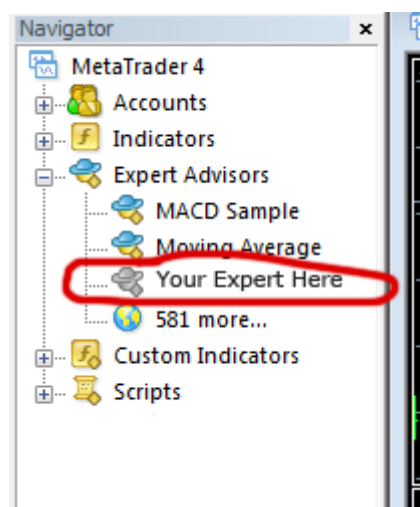 Navigator
MetaTrader 4
Accounts
Indicators
Expert Advisors
MACD Sample
Moving Average
Your Expert Here
581 more...
Custom Indicators
Scripts